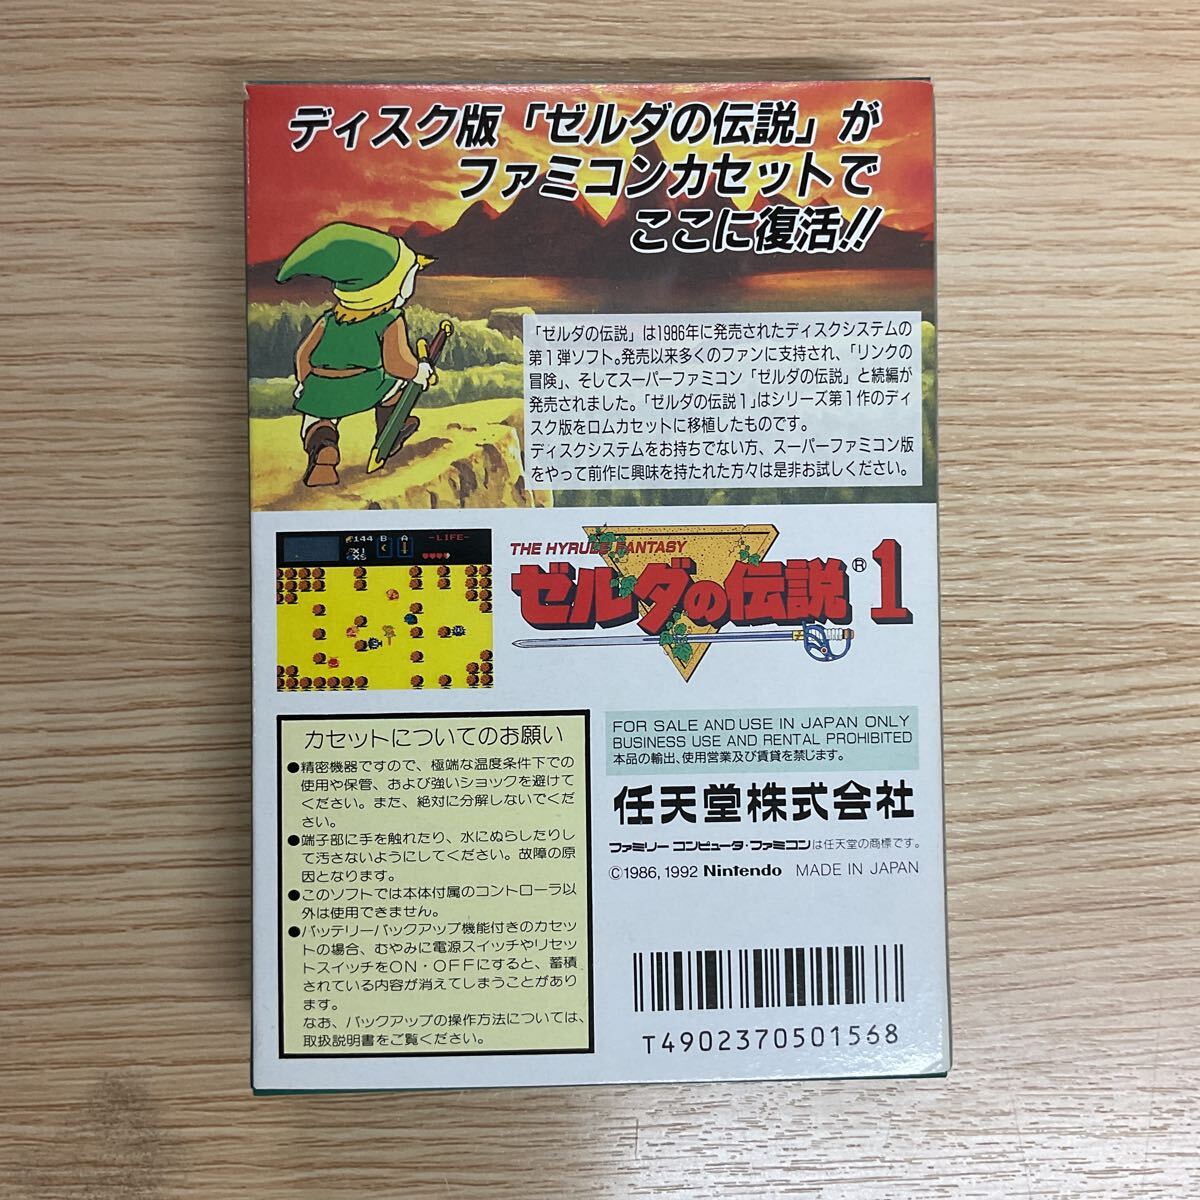 ディスク版「ゼルダの伝説」が
ファミコンカセットで
ここに復活!!
「ゼルダの伝説」は1986年に発売されたディスクシステムの
第1弾ソフト。発売以来多くのファンに支持され、「リンクの
冒険」、そしてスーパーファミコン「ゼルダの伝説」と続編が
発売されました。「ゼルダの伝説1」はシリーズ第1作のディ
スク版をロムカセットに移植したものです。
ディスクシステムをお持ちでない方、スーパーファミコン版
をやって前作に興味を持たれた方々は是非お試しください。
144 B A -LIFE-
X1
X5
THE HYRULE FANTASY
ゼルダの伝説®1
カセットについてのお願い
●精密機器ですので、極端な温度条件下での
使用や保管、および強いショックを避けて
ください。また、絶対に分解しないでくだ
さい。
●端子部に手を触れたり、水にぬらしたりし
て汚さないようにしてください。故障の原
因となります。
●このソフトでは本体付属のコントローラ以
外は使用できません。
●バッテリーバックアップ機能付きのカセッ
トの場合、むやみに電源スイッチやリセッ
トスイッチをON・OFFにすると、蓄積
されている内容が消えてしまうことがあり
ます。
なお、バックアップの操作方法については、
取扱説明書をご覧ください。
FOR SALE AND USE IN JAPAN ONLY
BUSINESS USE AND RENTAL PROHIBITED
本品の輸出、使用営業及び賃貸を禁じます。
任天堂株式会社
ファミリーコンピュータ・ファミコンは任天堂の商標です。
©1986, 1992 Nintendo MADE IN JAPAN
T4902370501568